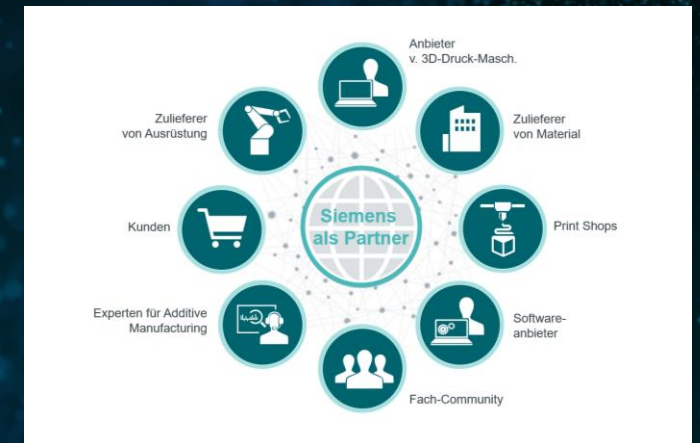 Anbieter
v. 3D-Druck-Masch.
Zulieferer
von Ausrüstung
Zulieferer
von Material
Kunden
Siemens
als Partner
Print Shops
Experten für Additive
Manufacturing
Software-
anbieter
Fach-Community